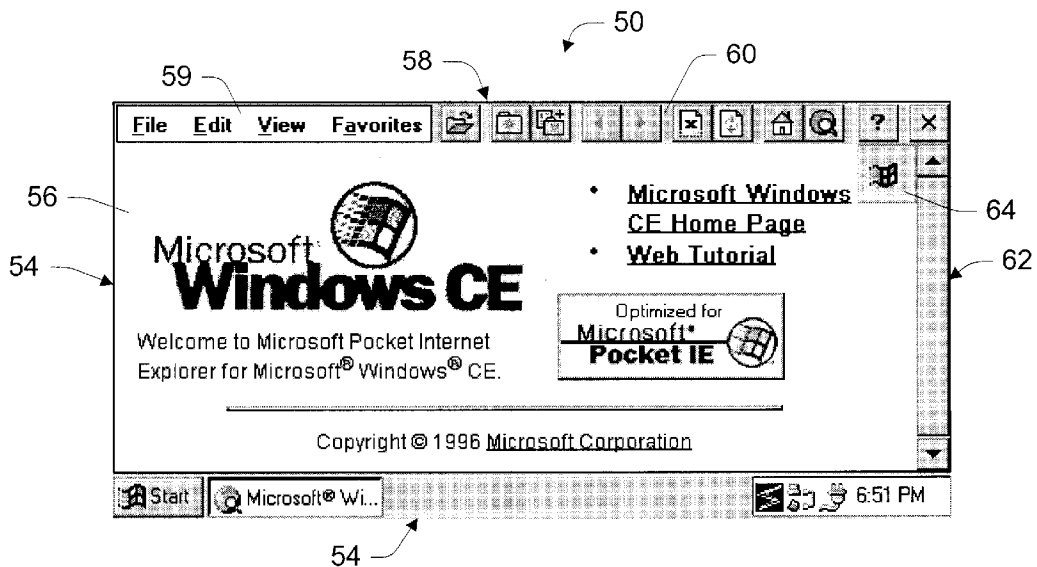 50
58
60
59
File Edit View Favorites ? ×
56
54
Microsoft
Windows CE
Welcome to Microsoft Pocket Internet
Explorer for Microsoft® Windows® CE.
• Microsoft Windows
CE Home Page
• Web Tutorial
64
62
Optimized for
Microsoft®
Pocket IE
Copyright © 1996 Microsoft Corporation
Start Microsoft® Wi... 6:51 PM
54